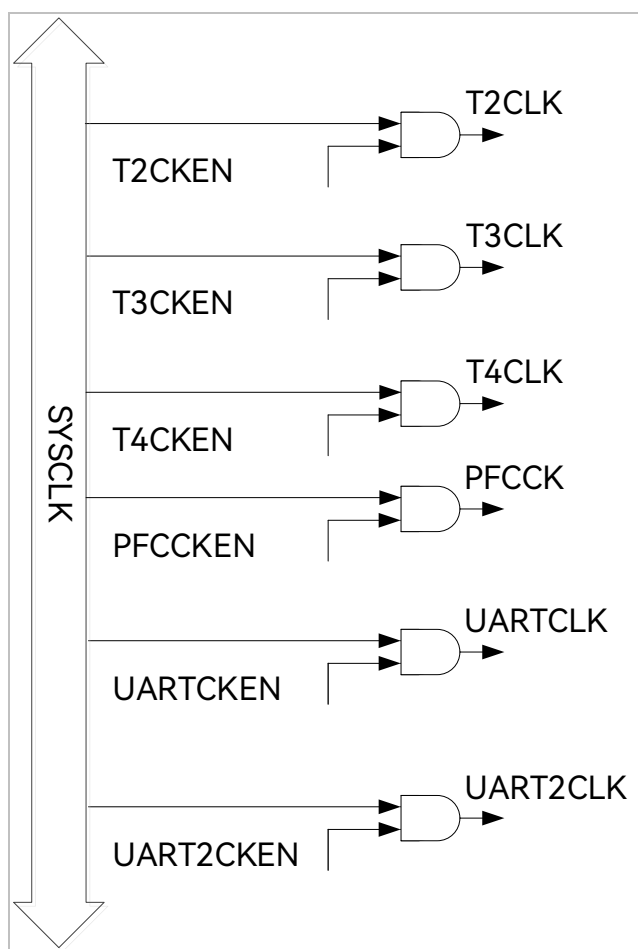 T2CLK
T2CKEN
T3CLK
T3CKEN
T4CLK
SYSCLK
T4CKEN
PFCCK
PFCCKEN
UARTCLK
UARTCKEN
UART2CLK
UART2CKEN